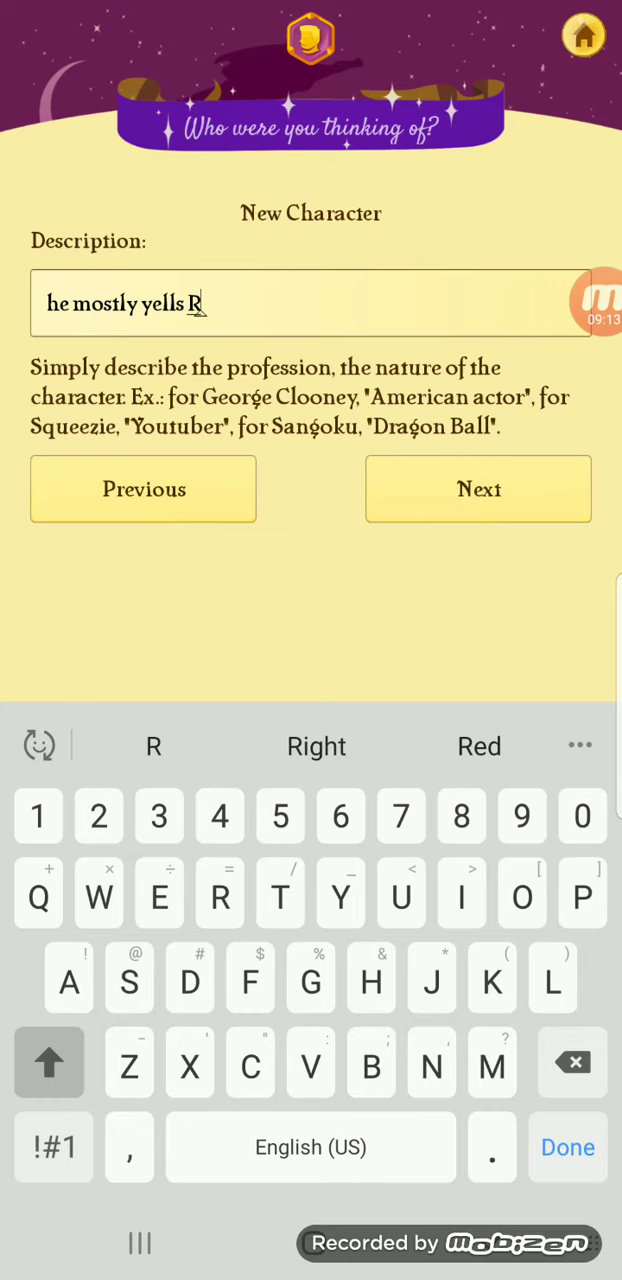 Who were you thinking of?
New Character
Description:
he mostly yells R
09:13
Simply describe the profession, the nature of the
character. Ex.: for George Clooney, "American actor", for
Squeezie, "Youtuber", for Sangoku, "Dragon Ball".
Previous Next
R Right Red
1 2 3 4 5 6 7 8 9 0
+ × ÷ = / _ < > [ ]
Q W E R T Y U I O P
! @ # $ % & * ( )
A S D F G H J K L
- ' " : ; , ?
Z X C V B N M
!#1 , English (US) . Done
Recorded by mobizen